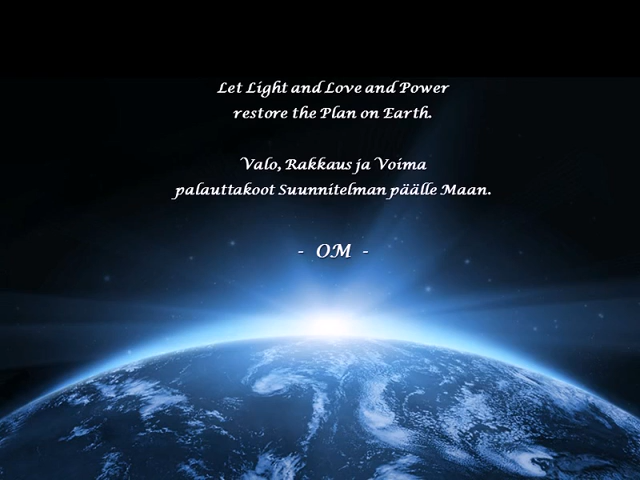 Let Light and Love and Power
restore the Plan on Earth.
Valo, Rakkaus ja Voima
palauttakoot Suunnitelman päälle Maan.
- OM -